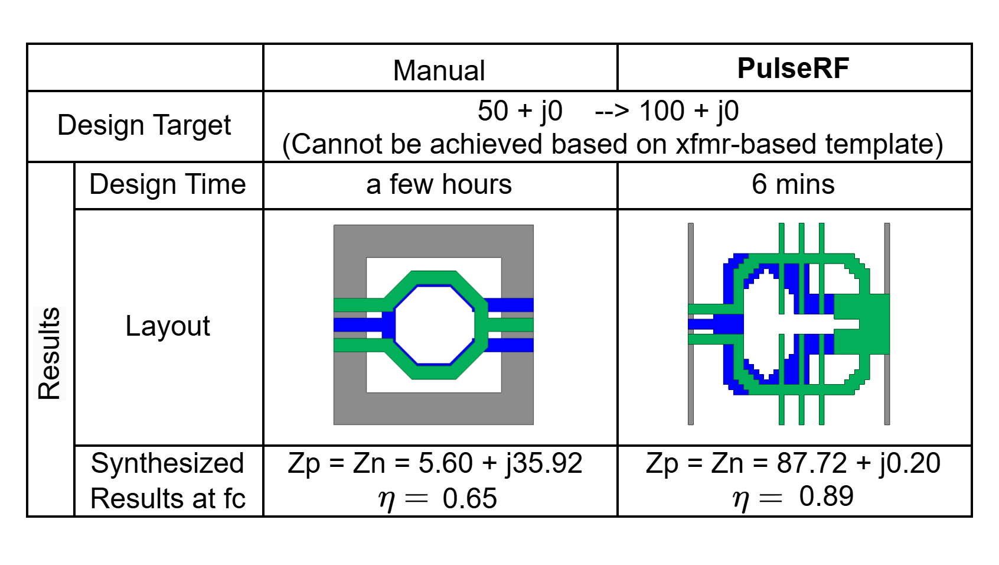 Manual
PulseRF
Design Target
50 + j0 --> 100 + j0
(Cannot be achieved based on xfmr-based template)
Results
Design Time
a few hours
6 mins
Layout
Synthesized
Results at fc
Zp = Zn = 5.60 + j35.92
η = 0.65
Zp = Zn = 87.72 + j0.20
η = 0.89